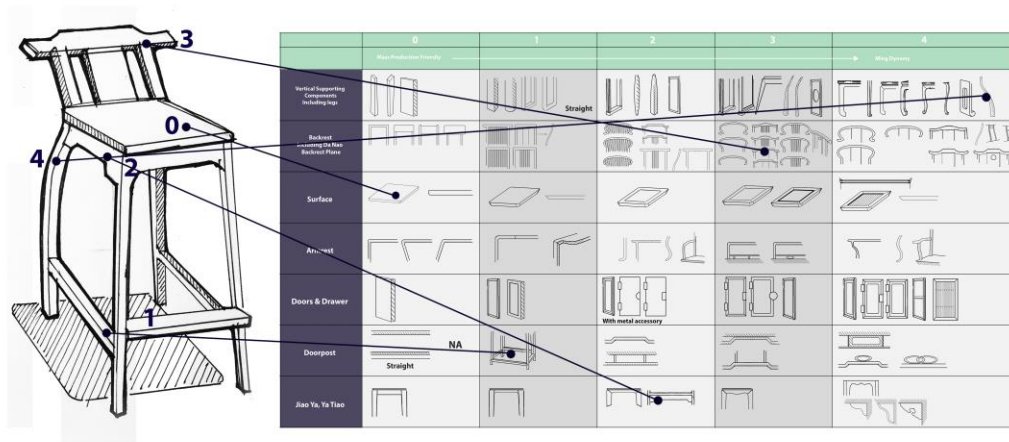 3
0
4
2
1
0 1 2 3 4
Mass Production Friendly Ming Dynasty
Vertical Supporting
Components
Including legs
Straight
Backrest
Including Da Nao
Backrest Plane
Surface
Armrest
Doors & Drawer
With metal accessory
Doorpost
NA
Straight
Jiao Ya, Ya Tiao